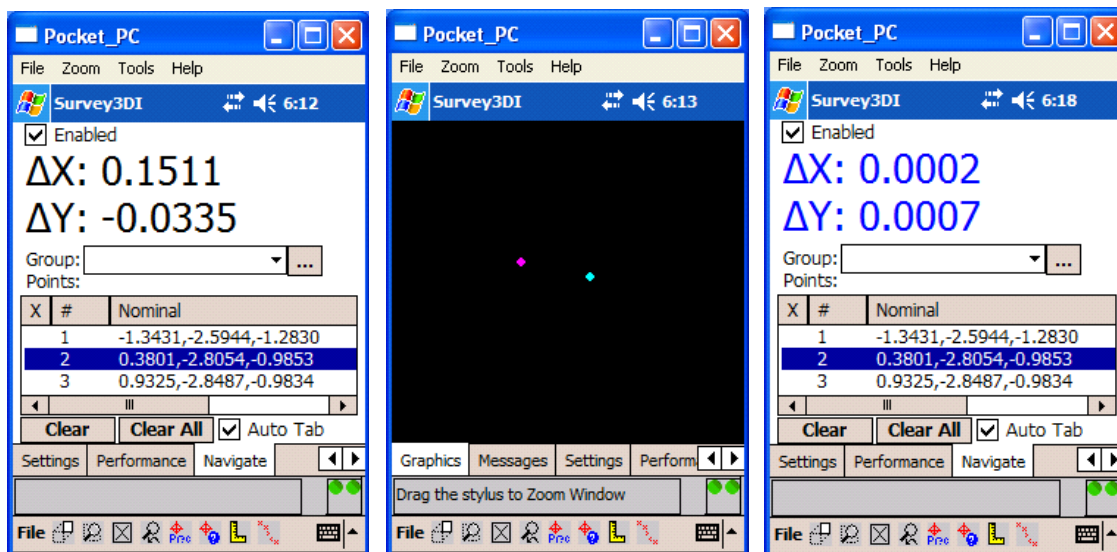 Pocket_PC
File Zoom Tools Help
Survey3DI 6:12
Enabled
ΔX: 0.1511
ΔY: -0.0335
Group: ...
Points:
X # Nominal
1 -1.3431,-2.5944,-1.2830
2 0.3801,-2.8054,-0.9853
3 0.9325,-2.8487,-0.9834
Clear Clear All Auto Tab
Settings Performance Navigate
File
Pocket_PC
File Zoom Tools Help
Survey3DI 6:13
Graphics Messages Settings Perform
Drag the stylus to Zoom Window
File
Pocket_PC
File Zoom Tools Help
Survey3DI 6:18
Enabled
ΔX: 0.0002
ΔY: 0.0007
Group: ...
Points:
X # Nominal
1 -1.3431,-2.5944,-1.2830
2 0.3801,-2.8054,-0.9853
3 0.9325,-2.8487,-0.9834
Clear Clear All Auto Tab
Settings Performance Navigate
File